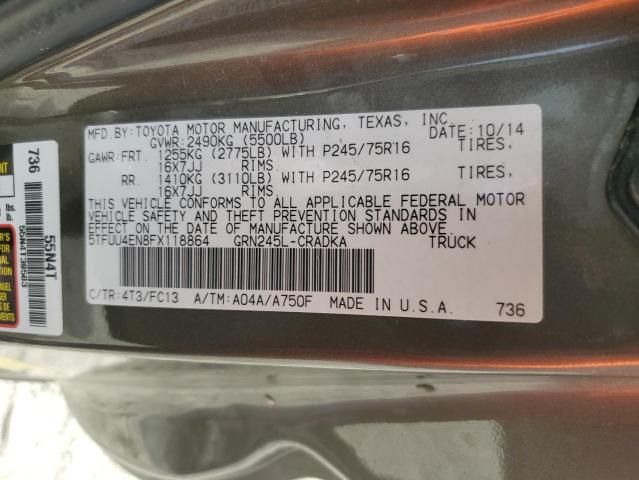 MFD.BY:TOYOTA MOTOR MANUFACTURING, TEXAS, INC.
GVWR:2490KG (5500LB) DATE:10/14
GAWR:FRT. 1255KG (2775LB) WITH P245/75R16 TIRES,
16X7JJ RIMS
RR. 1410KG (3110LB) WITH P245/75R16 TIRES,
16X7JJ RIMS
THIS VEHICLE CONFORMS TO ALL APPLICABLE FEDERAL MOTOR
VEHICLE SAFETY AND THEFT PREVENTION STANDARDS IN
EFFECT ON THE DATE OF MANUFACTURE SHOWN ABOVE.
5TFUU4EN8FX118864 GRN245L-CRADKA TRUCK
C/TR:4T3/FC13 A/TM:A04A/A750F MADE IN U.S.A. 736
736
55N4T
lbs.
lb.